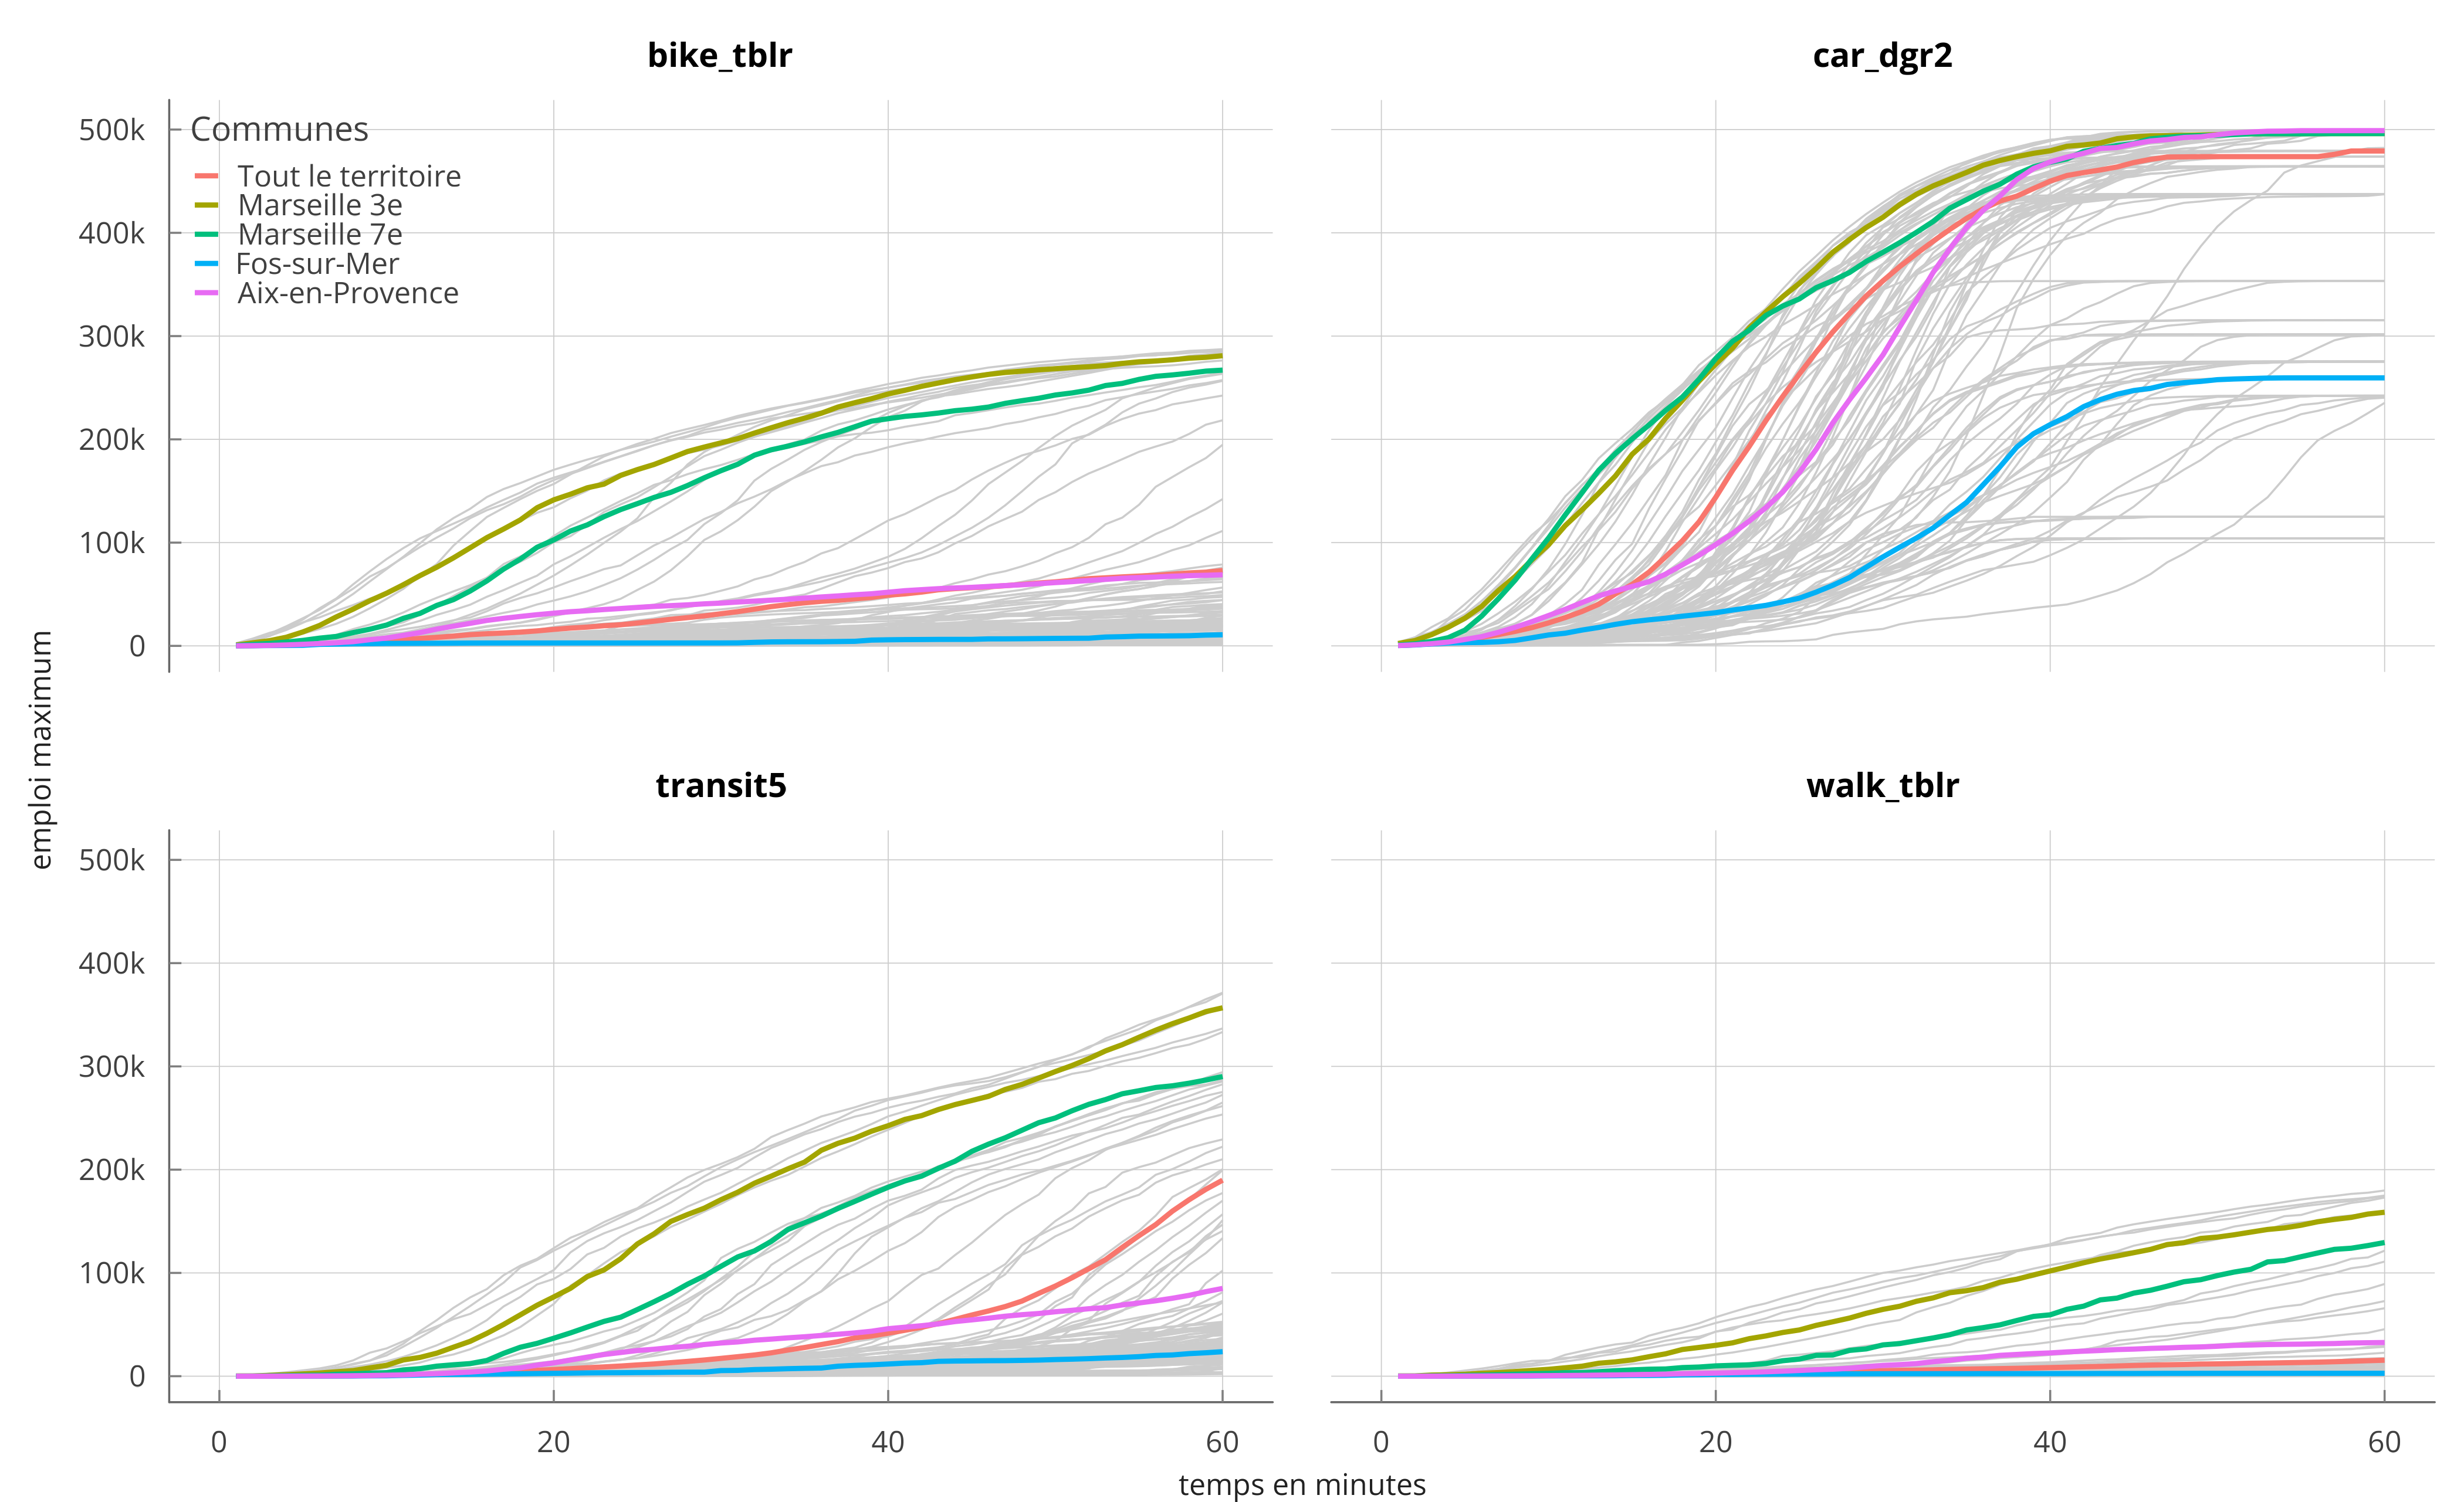 bike_tblr
car_dgr2
500k
400k
300k
200k
100k
0
Communes
Tout le territoire
Marseille 3e
Marseille 7e
Fos-sur-Mer
Aix-en-Provence
emploi maximum
transit5
walk_tblr
500k
400k
300k
200k
100k
0
0 20 40 60
0 20 40 60
temps en minutes